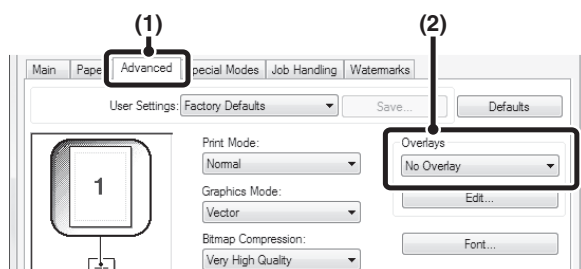 (1) (2)
Main Pape Advanced pecial Modes Job Handling Watermarks
User Settings: Factory Defaults Save... Defaults
Print Mode: Overlays
Normal No Overlay
1
Graphics Mode: Edit...
Vector
Bitmap Compression: Font...
Very High Quality